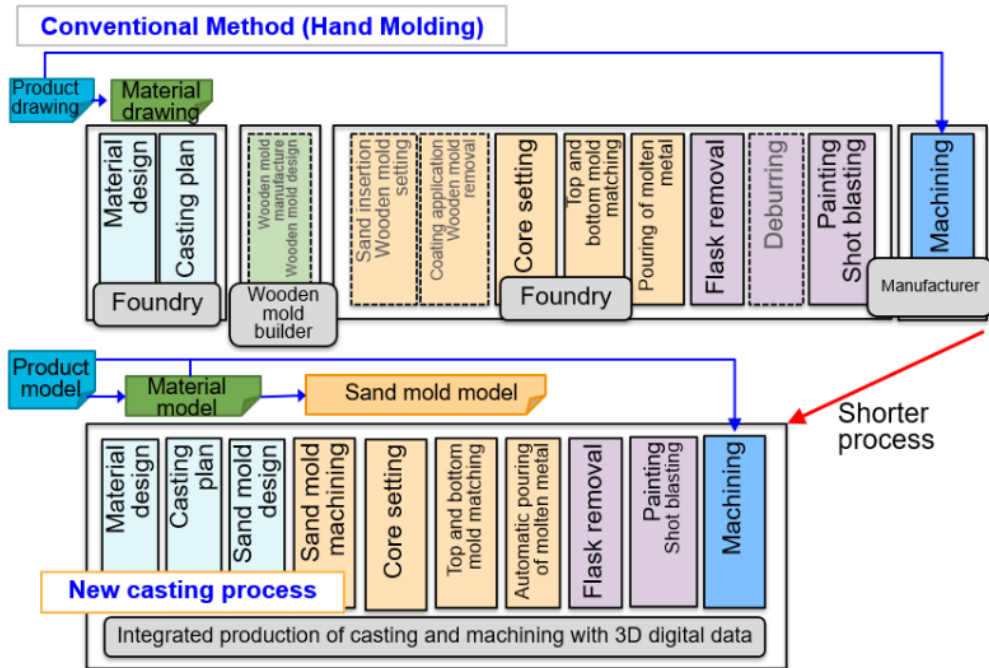 Conventional Method (Hand Molding)
Product
drawing
Material
drawing
Material
design
Casting plan
Wooden mold
manufacture
Wooden mold design
Sand insertion
Wooden mold
setting
Coating application
Wooden mold
removal
Core setting
Top and
bottom mold
matching
Pouring of molten
metal
Flask removal
Deburring
Painting
Shot blasting
Machining
Foundry
Wooden
mold
builder
Foundry
Manufacturer
Product
model
Material
model
Sand mold model
Shorter
process
Material
design
Casting
plan
Sand mold
design
Sand mold
machining
Core setting
Top and bottom
mold matching
Automatic pouring
of molten metal
Flask removal
Painting
Shot blasting
Machining
New casting process
Integrated production of casting and machining with 3D digital data